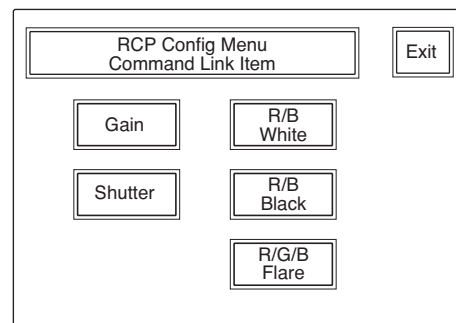 RCP Config Menu
Command Link Item
Exit
Gain
R/B
White
Shutter
R/B
Black
R/G/B
Flare